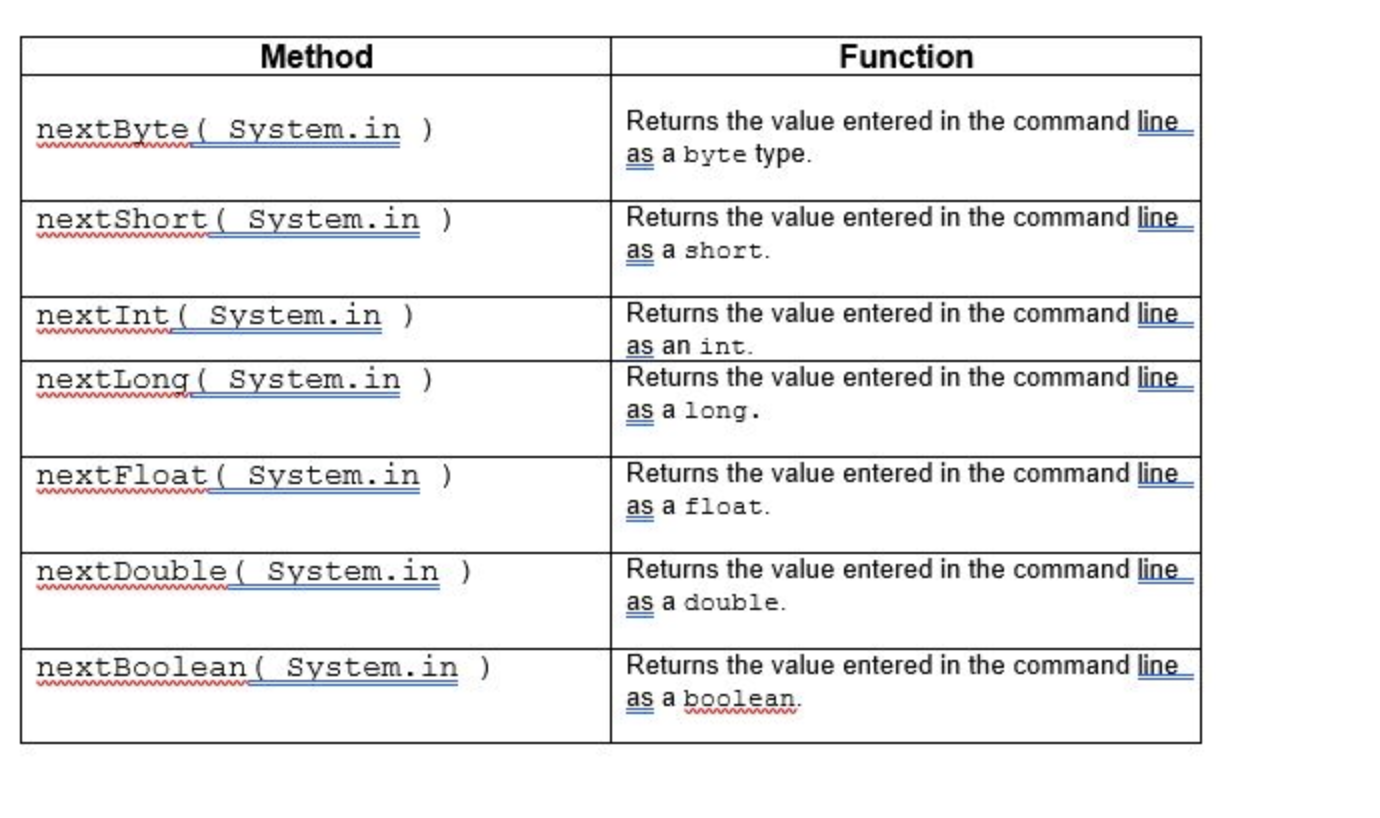 Method Function
nextByte( System.in )
Returns the value entered in the command line
as a byte type.
nextShort( System.in )
Returns the value entered in the command line
as a short.
nextInt( System.in )
Returns the value entered in the command line
as an int.
nextLong( System.in )
Returns the value entered in the command line
as a long.
nextFloat( System.in )
Returns the value entered in the command line
as a float.
nextDouble( System.in )
Returns the value entered in the command line
as a double.
nextBoolean( System.in )
Returns the value entered in the command line
as a boolean.